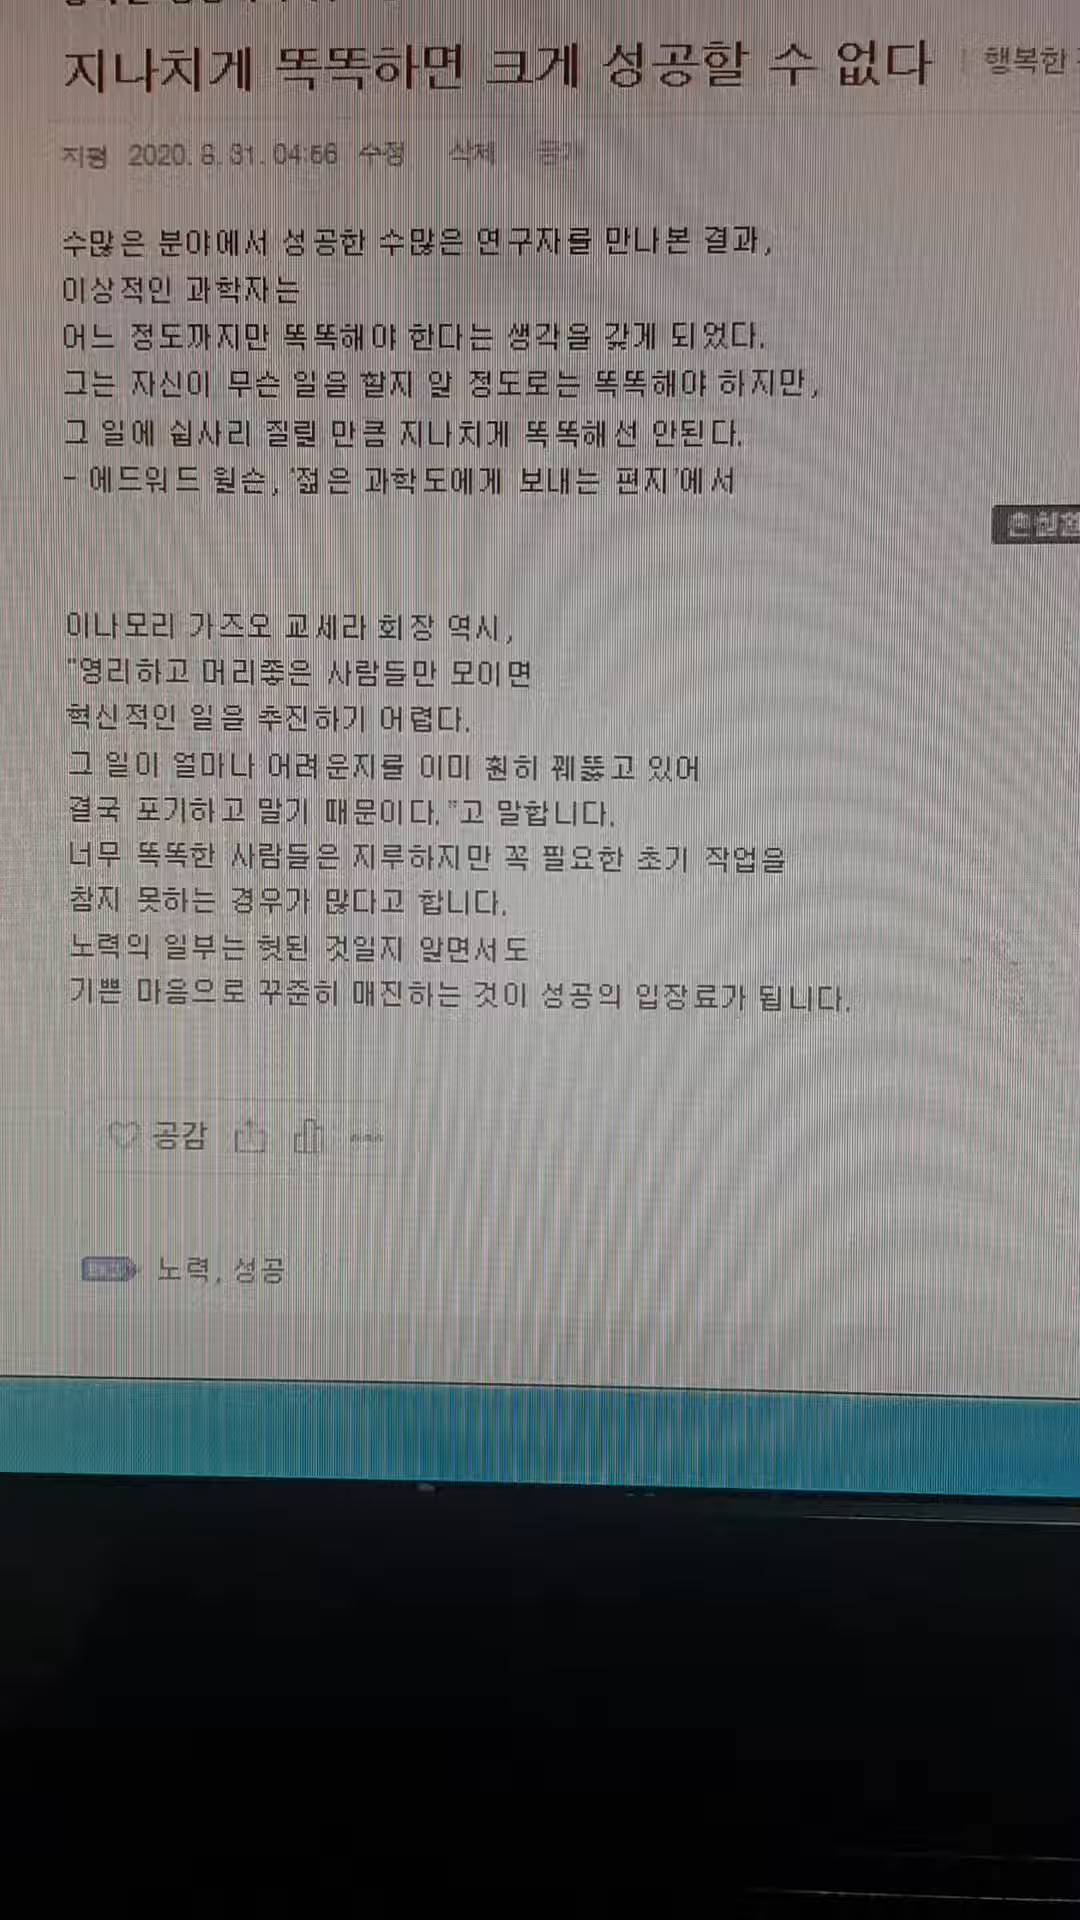 지나치게 똑똑하면 크게 성공할 수 없다 | 행복한
지평 2020. 8. 31. 04:56 수정 삭제
수많은 분야에서 성공한 수많은 연구자를 만나본 결과,
이상적인 과학자는
어느 정도까지만 똑똑해야 한다는 생각을 갖게 되었다.
그는 자신이 무슨 일을 할지 알 정도로는 똑똑해야 하지만,
그 일에 쉽사리 질릴 만큼 지나치게 똑똑해선 안된다.
- 에드워드 윌슨, '젊은 과학도에게 보내는 편지'에서
이나모리 가즈오 교세라 회장 역시,
"영리하고 머리좋은 사람들만 모이면
혁신적인 일을 추진하기 어렵다.
그 일이 얼마나 어려운지를 이미 훤히 꿰뚫고 있어
결국 포기하고 말기 때문이다."고 말합니다.
너무 똑똑한 사람들은 지루하지만 꼭 필요한 초기 작업을
참지 못하는 경우가 많다고 합니다.
노력의 일부는 헛된 것일지 알면서도
기쁜 마음으로 꾸준히 매진하는 것이 성공의 입장료가 됩니다.
공감
노력, 성공